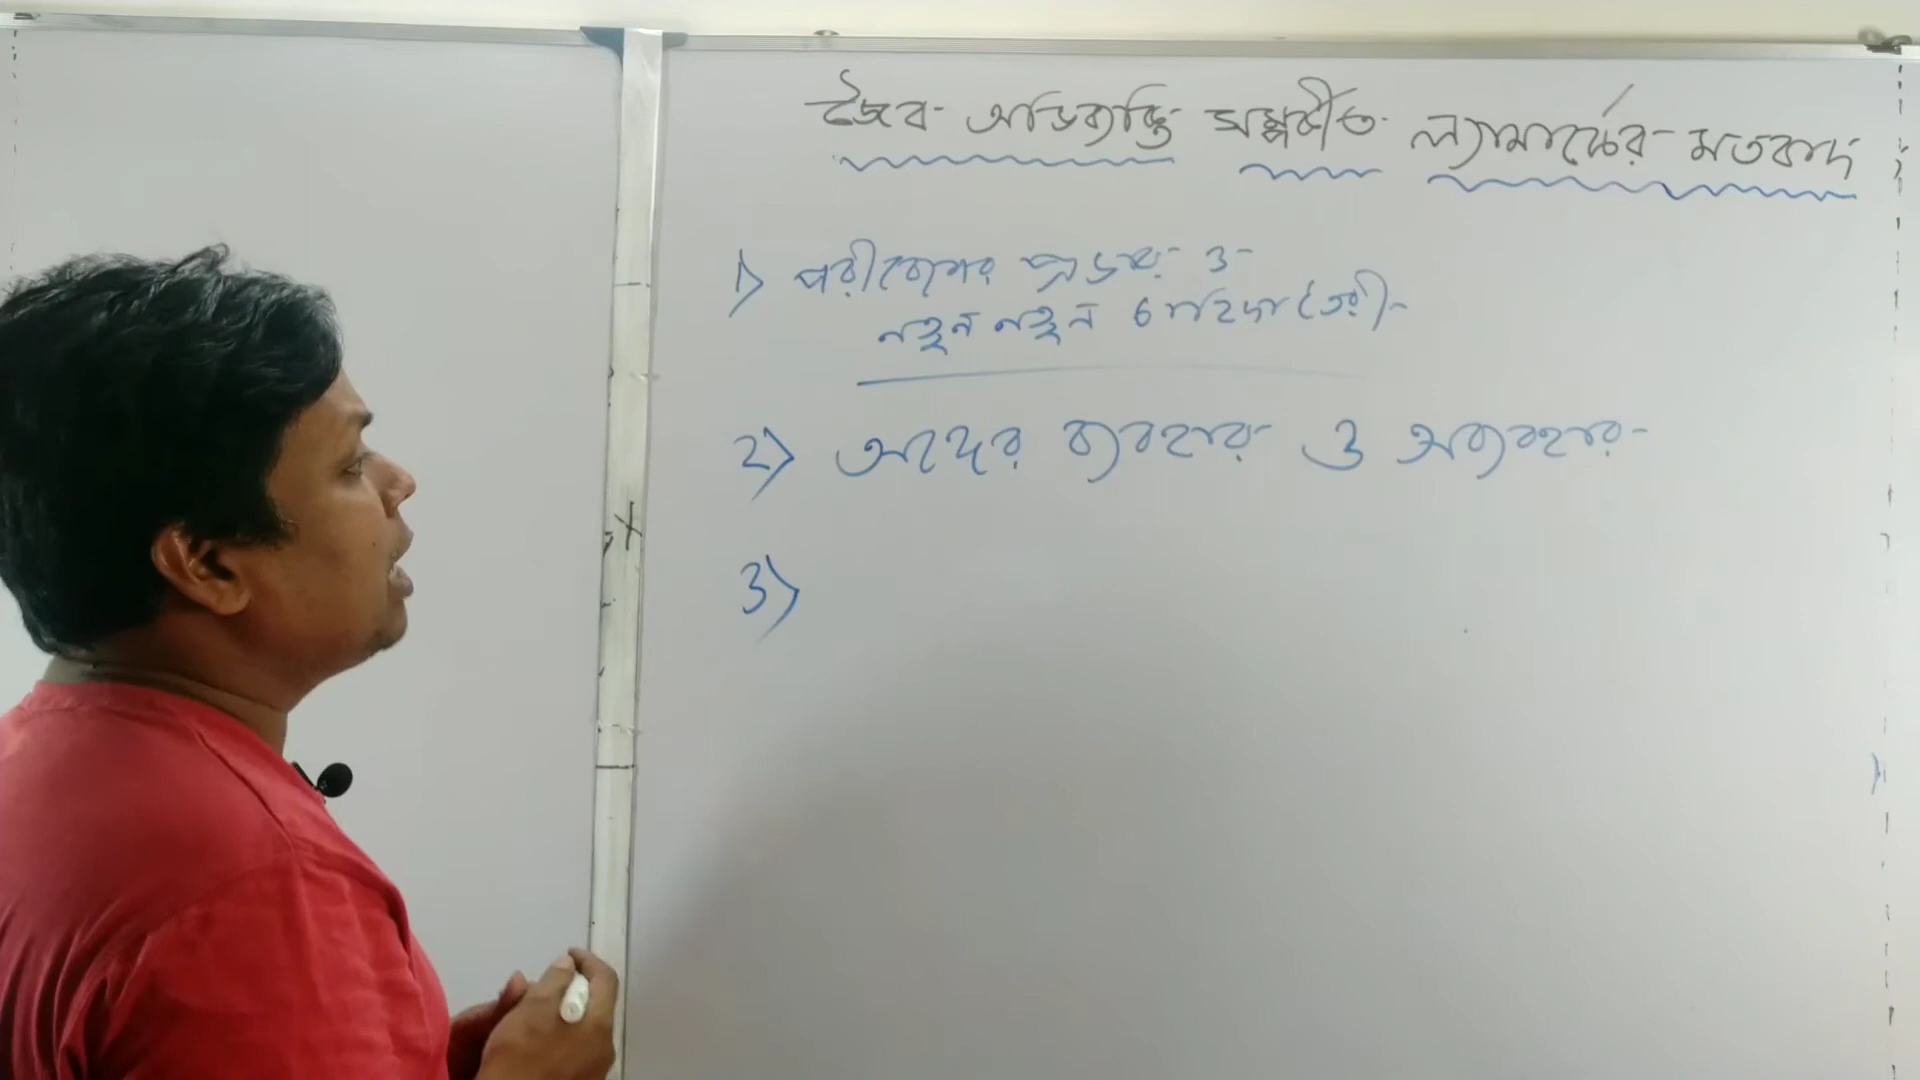 জৈব অভিব্যক্তি সম্পর্কীত ল্যামার্কের মতবাদ
1) পরীবেশের প্রভাব ও
নতুন নতুন চাহিদা তৈরী
2) অঙ্গের ব্যবহার ও অব্যবহার
3)